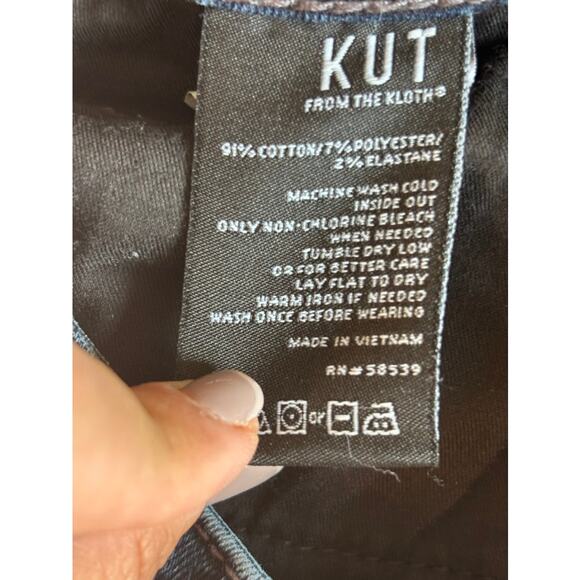 KUT
FROM THE KLOTH®
91% COTTON/7% POLYESTER/
2% ELASTANE
MACHINE WASH COLD
INSIDE OUT
ONLY NON-CHLORINE BLEACH
WHEN NEEDED
TUMBLE DRY LOW
OR FOR BETTER CARE
LAY FLAT TO DRY
WARM IRON IF NEEDED
WASH ONCE BEFORE WEARING
MADE IN VIETNAM
RN#58539
or